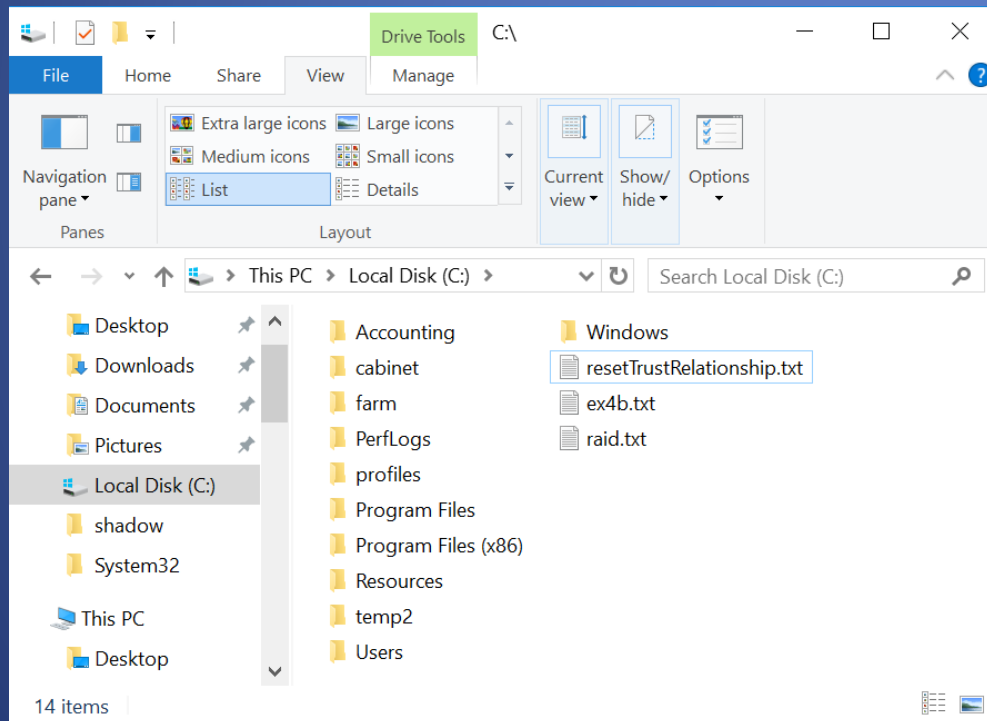 Drive Tools C:\
File Home Share View Manage
Extra large icons Large icons
Medium icons Small icons
List Details
Navigation pane
Current view
Show/ hide
Options
Panes Layout
This PC Local Disk (C:) Search Local Disk (C:)
Desktop
Downloads
Documents
Pictures
Local Disk (C:)
shadow
System32
This PC
Desktop
Accounting
cabinet
farm
PerfLogs
profiles
Program Files
Program Files (x86)
Resources
temp2
Users
Windows
resetTrustRelationship.txt
ex4b.txt
raid.txt
14 items